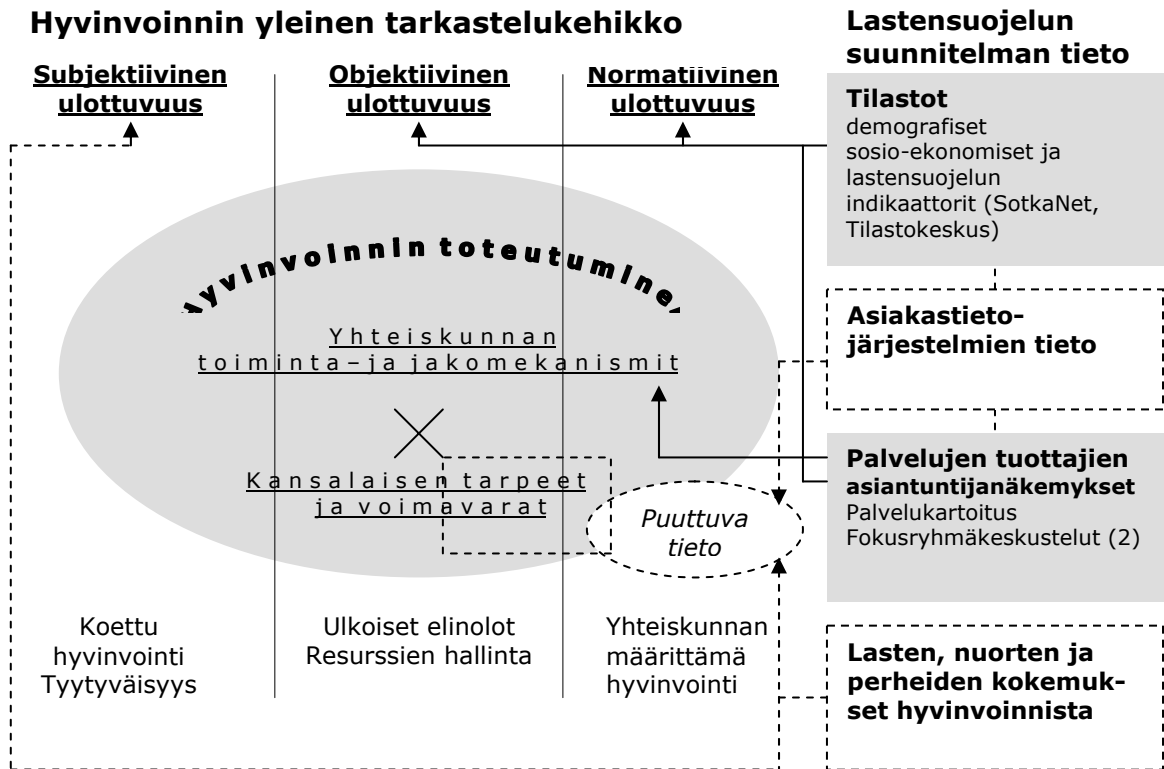 Hyvinvoinnin yleinen tarkastelukehikko
Subjektiivinen
ulottuvuus
Objektiivinen
ulottuvuus
Normatiivinen
ulottuvuus
yvinvoinnin toteutumine
Yhteiskunnan
toiminta–ja jakomekanismit
Kansalaisen tarpeet
ja voimavarat
Puuttuva
tieto
Koettu
hyvinvointi
Tyytyväisyys
Ulkoiset elinolot
Resurssien hallinta
Yhteiskunnan
määrittämä
hyvinvointi
Lastensuojelun
suunnitelman tieto
Tilastot
demografiset
sosio-ekonomiset ja
lastensuojelun
indikaattorit (SotkaNet,
Tilastokeskus)
Asiakastieto-
järjestelmien tieto
Palvelujen tuottajien
asiantuntijanäkemykset
Palvelukartoitus
Fokusryhmäkeskustelut (2)
Lasten, nuorten ja
perheiden kokemuk-
set hyvinvoinnista